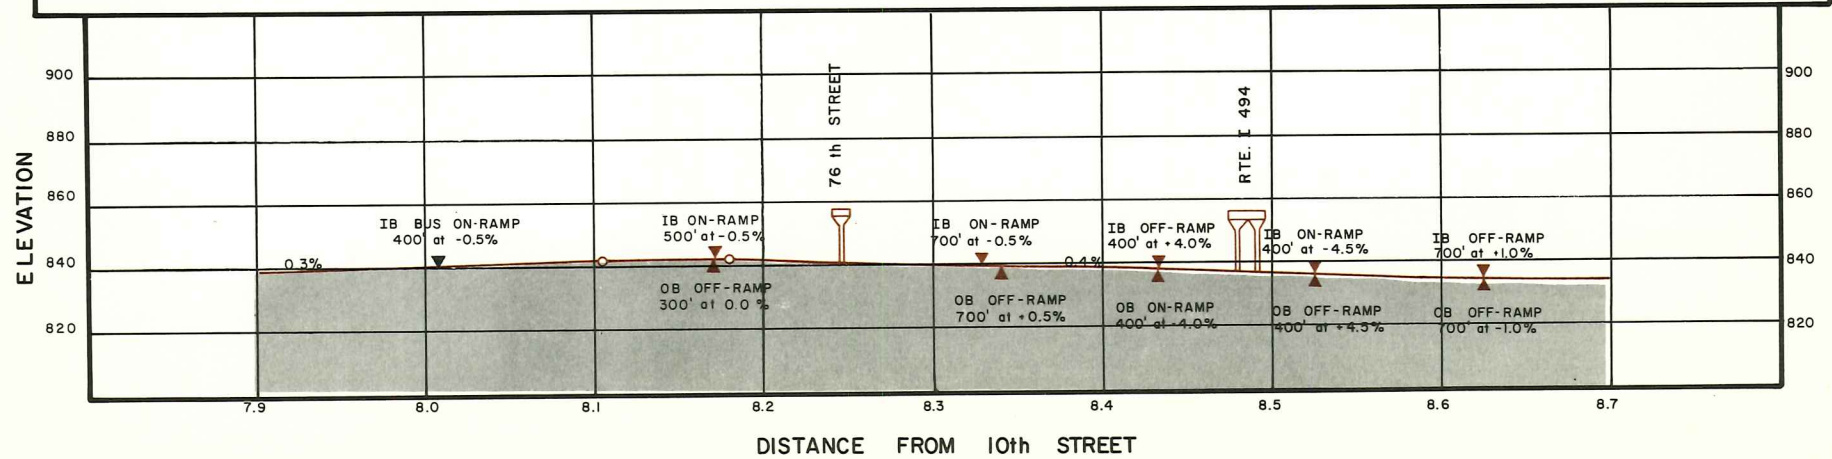 900
880
860
840
820
ELEVATION
900
880
860
840
820
76 th STREET
RTE. I 494
IB BUS ON-RAMP
400' at -0.5%
IB ON-RAMP
500' at -0.5%
IB ON-RAMP
700' at -0.5%
IB OFF-RAMP
400' at +4.0%
IB ON-RAMP
400' at -4.5%
IB OFF-RAMP
700' at +1.0%
0.3%
0.4%
OB OFF-RAMP
300' at 0.0 %
OB OFF-RAMP
700' at +0.5%
OB ON-RAMP
400' at -4.0%
OB OFF-RAMP
400' at +4.5%
OB OFF-RAMP
700' at -1.0%
7.9
8.0
8.1
8.2
8.3
8.4
8.5
8.6
8.7
DISTANCE FROM 10th STREET